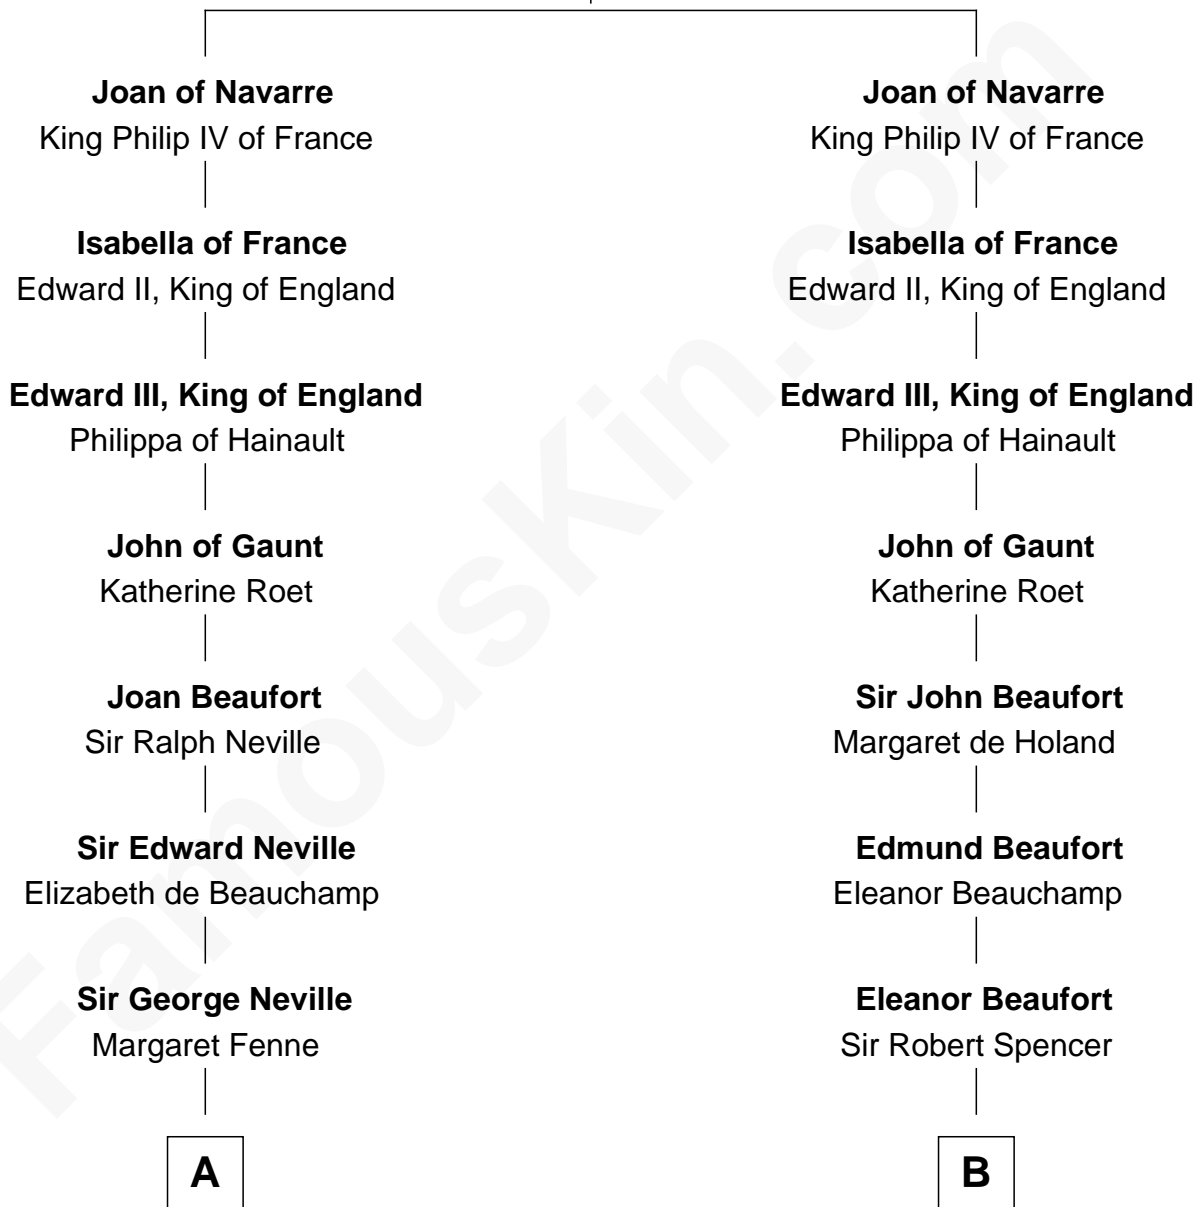 Joan of Navarre
King Philip IV of France
Isabella of France
Edward II, King of England
Edward III, King of England
Philippa of Hainault
John of Gaunt
Katherine Roet
Joan Beaufort
Sir Ralph Neville
Sir Edward Neville
Elizabeth de Beauchamp
Sir George Neville
Margaret Fenne
A
Joan of Navarre
King Philip IV of France
Isabella of France
Edward II, King of England
Edward III, King of England
Philippa of Hainault
John of Gaunt
Katherine Roet
Sir John Beaufort
Margaret de Holand
Edmund Beaufort
Eleanor Beauchamp
Eleanor Beaufort
Sir Robert Spencer
B
FamousKin.com